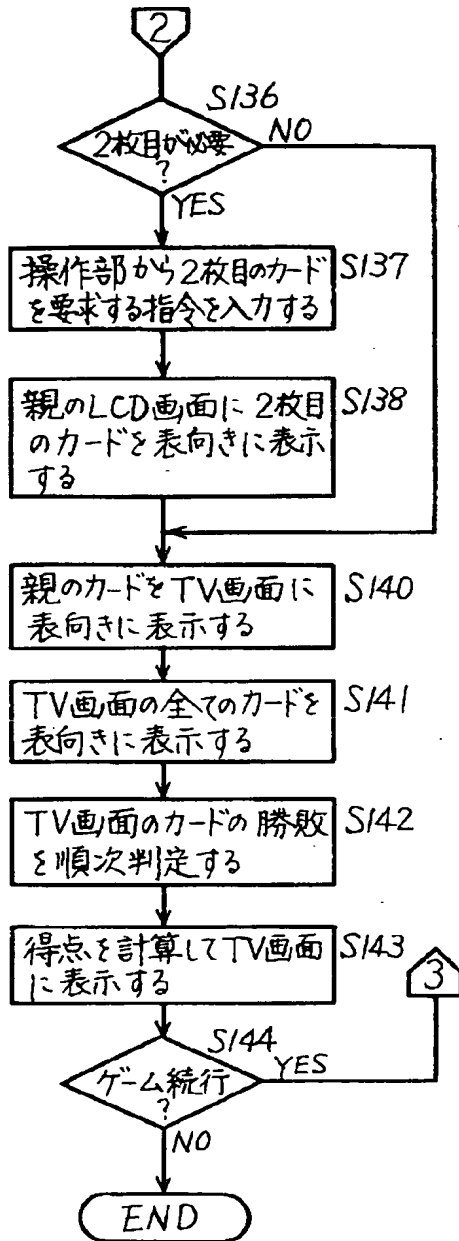 2
S136
2枚目が必要
?
NO
YES
操作部から2枚目のカード
を要求する指令を入力する
S137
親のLCD画面に2枚目
のカードを表向きに表示
する
S138
親のカードをTV画面に
表向きに表示する
S140
TV画面の全てのカードを
表向きに表示する
S141
TV画面のカードの勝敗
を順次判定する
S142
得点を計算してTV画面
に表示する
S143
3
S144
ゲーム続行
?
YES
NO
END